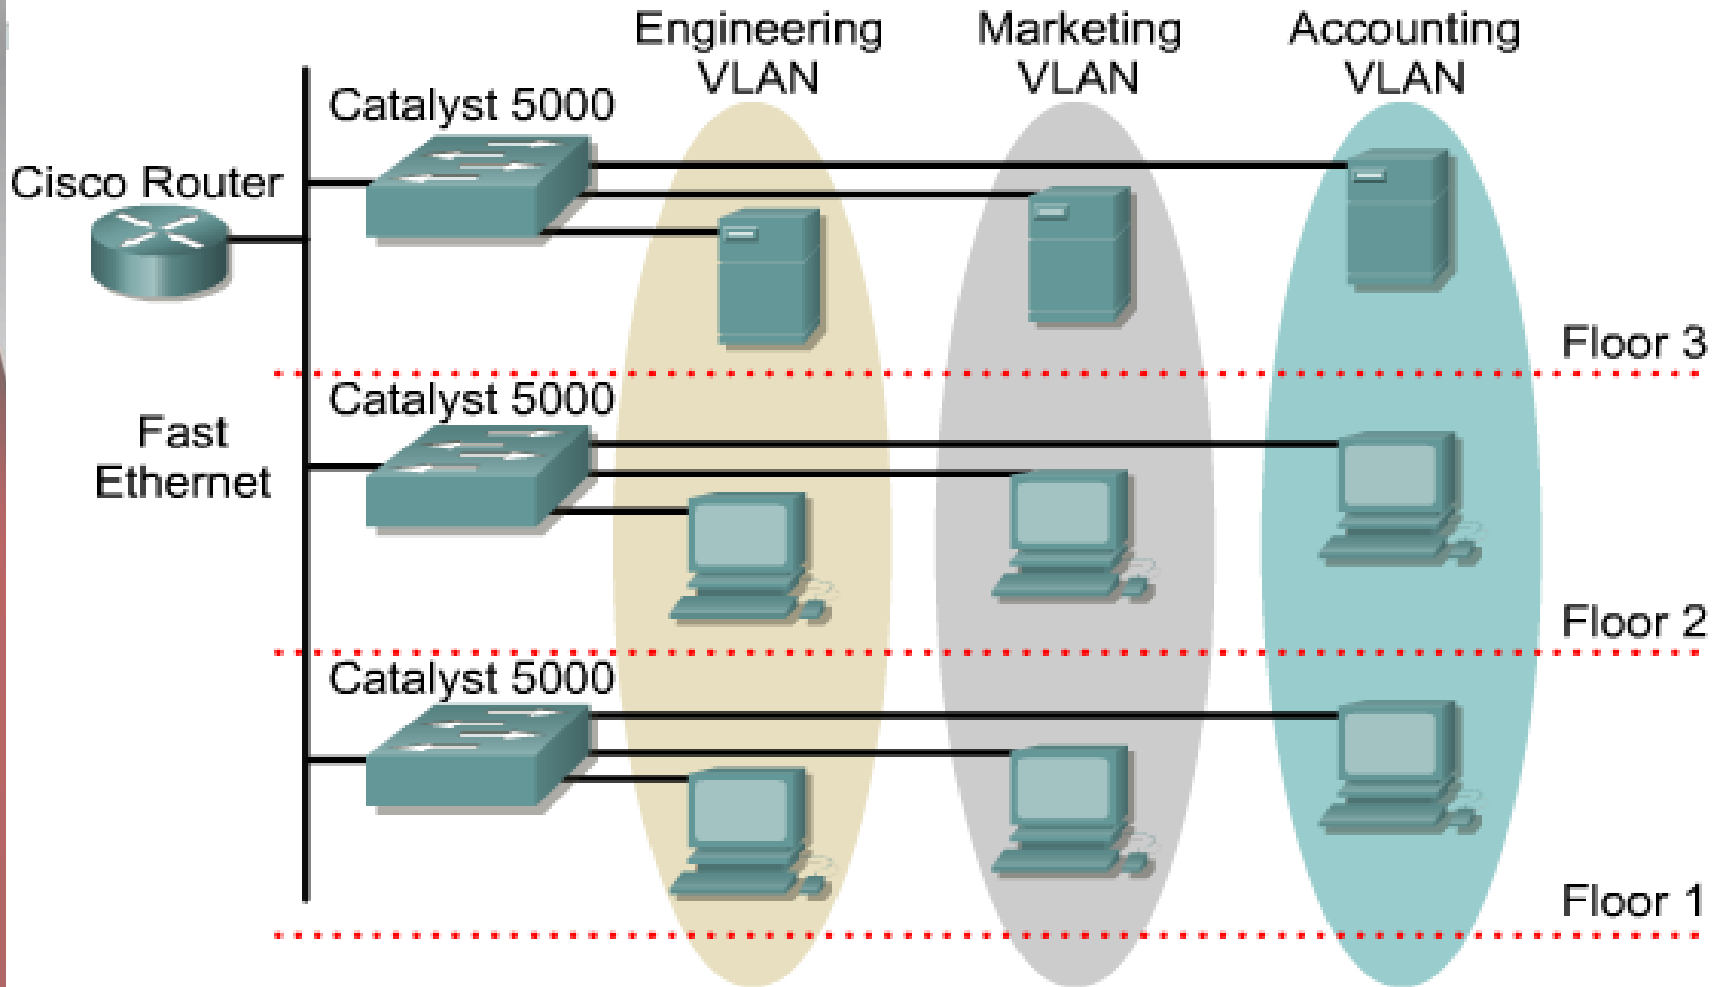 Engineering
VLAN
Marketing
VLAN
Accounting
VLAN
Catalyst 5000
Cisco Router
Floor 3
Catalyst 5000
Fast
Ethernet
Floor 2
Catalyst 5000
Floor 1